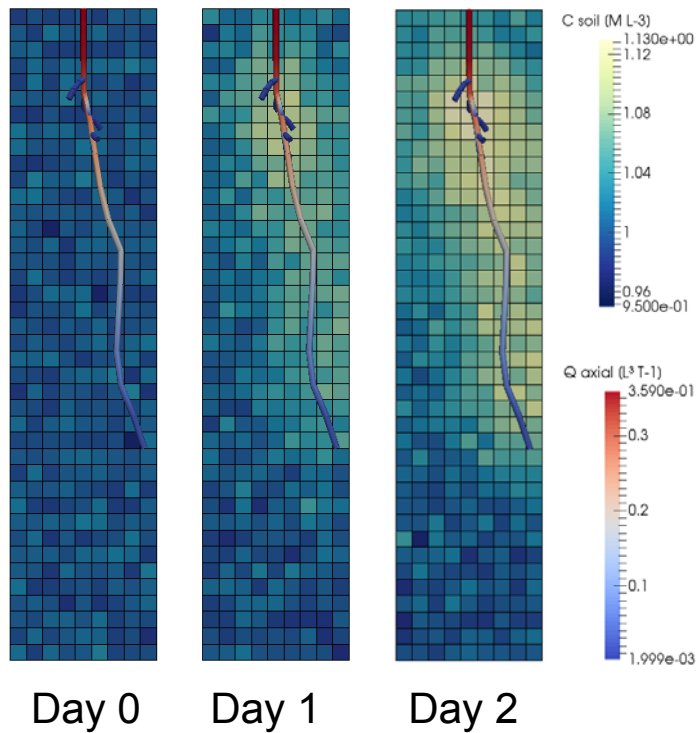 C soil (M L-3)
1.130e+00
1.12
1.08
1.04
1
0.96
9.500e-01
Q axial (L³ T-1)
3.590e-01
0.3
0.2
0.1
1.999e-03
Day 0 Day 1 Day 2